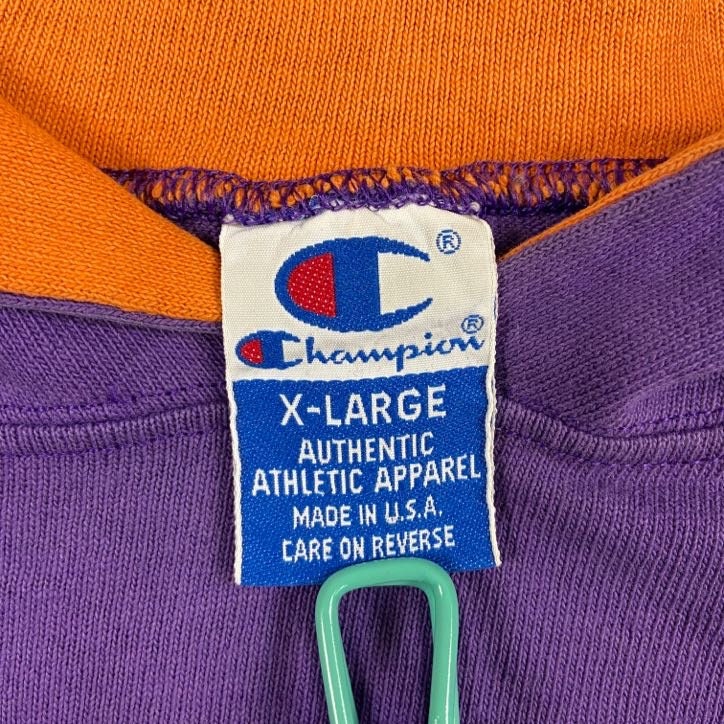 C ®
Champion ®
X-LARGE
AUTHENTIC
ATHLETIC APPAREL
MADE IN U.S.A.
CARE ON REVERSE